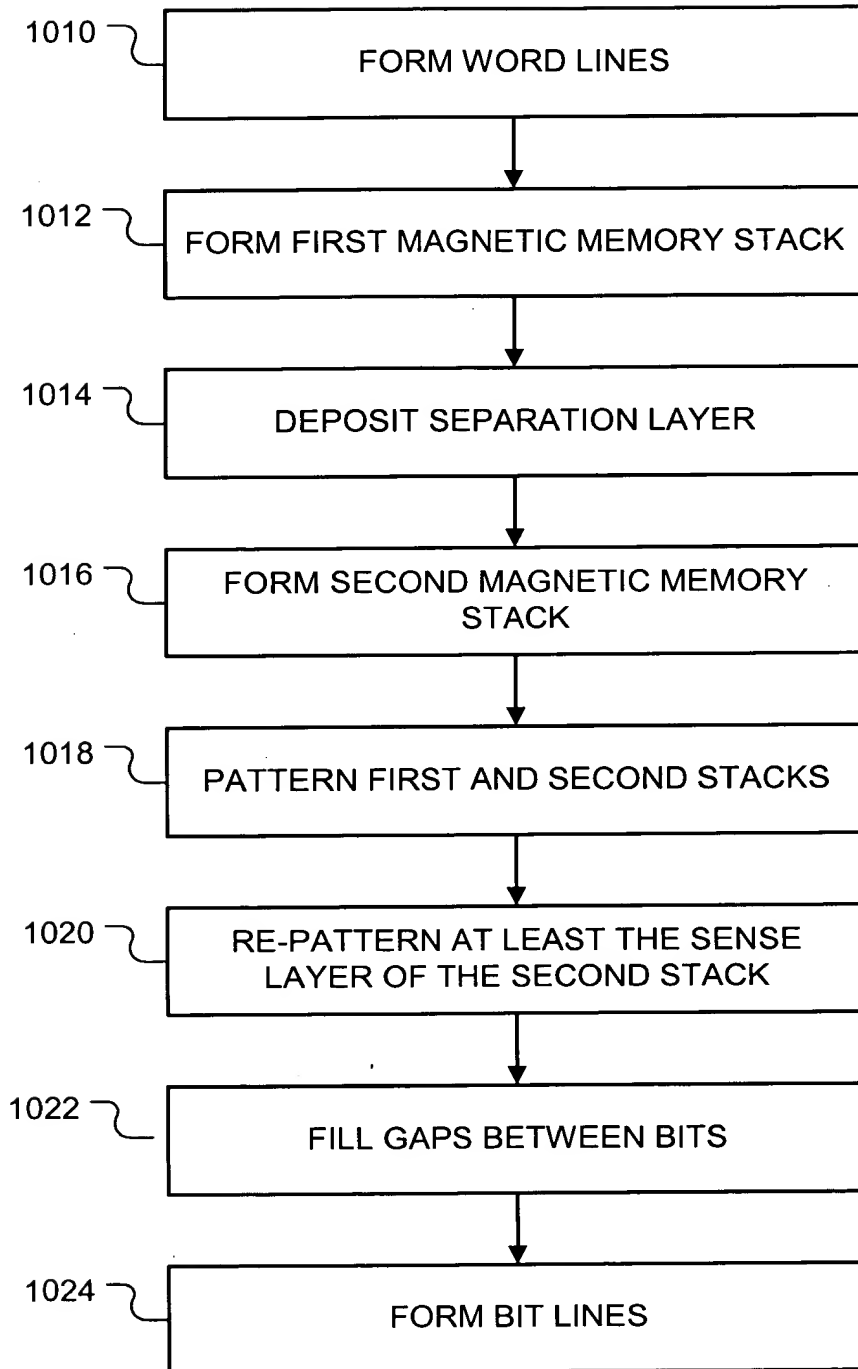 1010
FORM WORD LINES
1012
FORM FIRST MAGNETIC MEMORY STACK
1014
DEPOSIT SEPARATION LAYER
1016
FORM SECOND MAGNETIC MEMORY
STACK
1018
PATTERN FIRST AND SECOND STACKS
1020
RE-PATTERN AT LEAST THE SENSE
LAYER OF THE SECOND STACK
1022
FILL GAPS BETWEEN BITS
1024
FORM BIT LINES